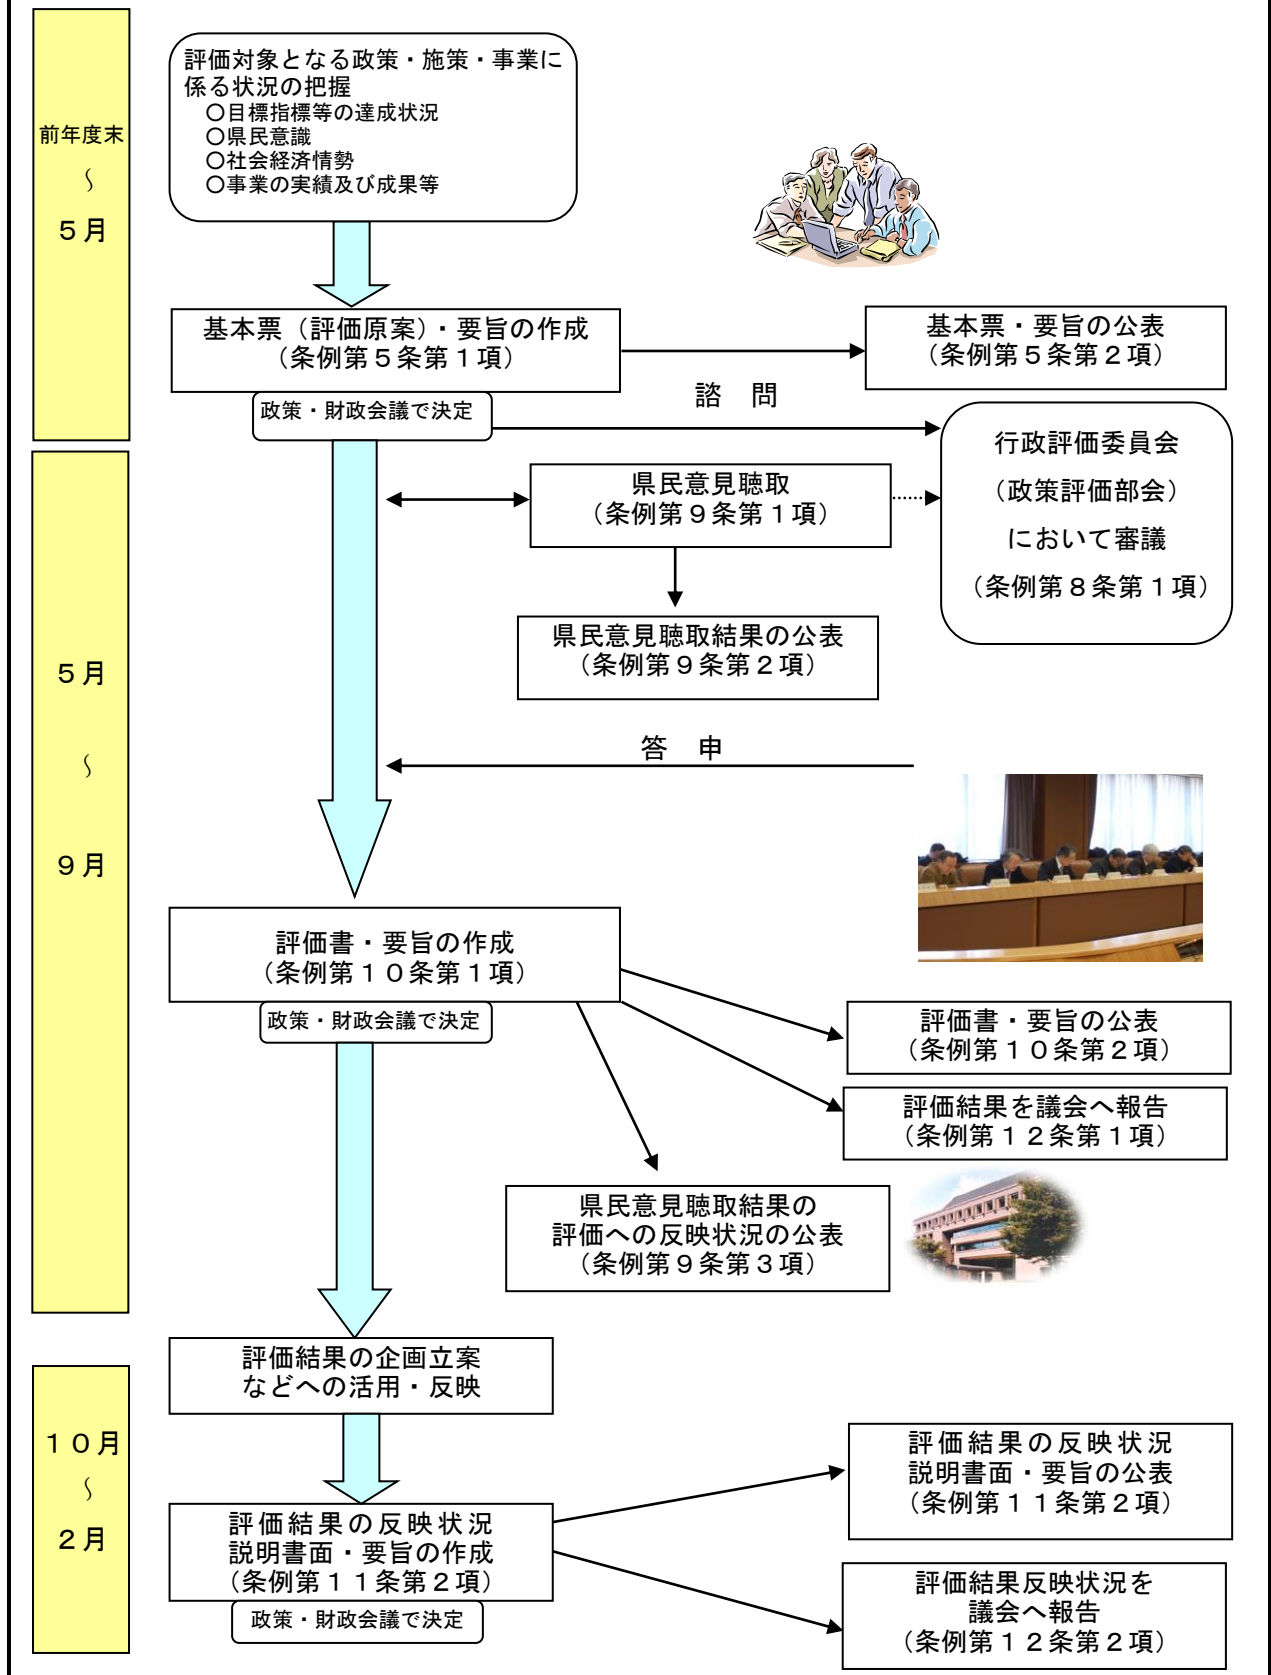 前年度末
～
５月
評価対象となる政策・施策・事業に
係る状況の把握
○目標指標等の達成状況
○県民意識
○社会経済情勢
○事業の実績及び成果等
基本票（評価原案）・要旨の作成
（条例第５条第１項）
政策・財政会議で決定
基本票・要旨の公表
（条例第５条第２項）
諮　問
行政評価委員会
（政策評価部会）
において審議
（条例第８条第１項）
５月
～
９月
県民意見聴取
（条例第９条第１項）
県民意見聴取結果の公表
（条例第９条第２項）
答　申
評価書・要旨の作成
（条例第１０条第１項）
政策・財政会議で決定
評価書・要旨の公表
（条例第１０条第２項）
評価結果を議会へ報告
（条例第１２条第１項）
県民意見聴取結果の
評価への反映状況の公表
（条例第９条第３項）
１０月
～
２月
評価結果の企画立案
などへの活用・反映
評価結果の反映状況
説明書面・要旨の作成
（条例第１１条第２項）
政策・財政会議で決定
評価結果の反映状況
説明書面・要旨の公表
（条例第１１条第２項）
評価結果反映状況を
議会へ報告
（条例第１２条第２項）